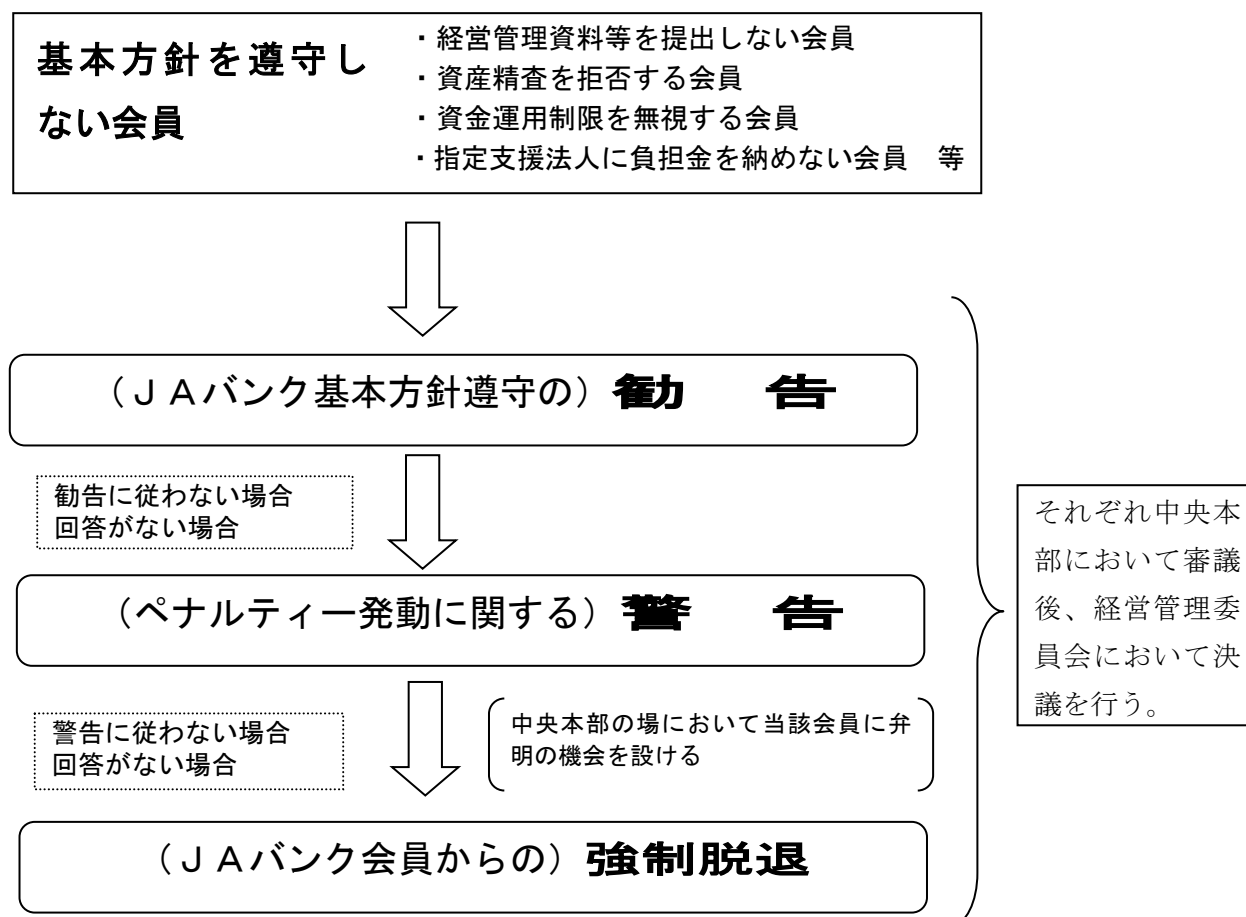 基本方針を遵守し
ない会員
・経営管理資料等を提出しない会員
・資産精査を拒否する会員
・資金運用制限を無視する会員
・指定支援法人に負担金を納めない会員　等
（ＪＡバンク基本方針遵守の）勧　告
勧告に従わない場合
回答がない場合
（ペナルティー発動に関する）警　告
警告に従わない場合
回答がない場合
中央本部の場において当該会員に弁
明の機会を設ける
（ＪＡバンク会員からの）強制脱退
それぞれ中央本
部において審議
後、経営管理委
員会において決
議を行う。